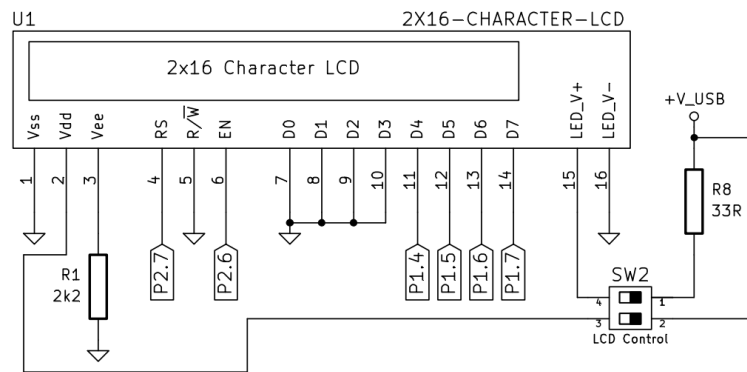 U1 2X16-CHARACTER-LCD
2x16 Character LCD
Vss Vdd Vee RS R/W EN D0 D1 D2 D3 D4 D5 D6 D7 LED_V+ LED_V-
1 2 3 4 5 6 7 8 9 10 11 12 13 14 15 16
+V_USB
R8
33R
R1
2k2
P2.7 P2.6 P1.4 P1.5 P1.6 P1.7
SW2
4 1
3 2
LCD Control